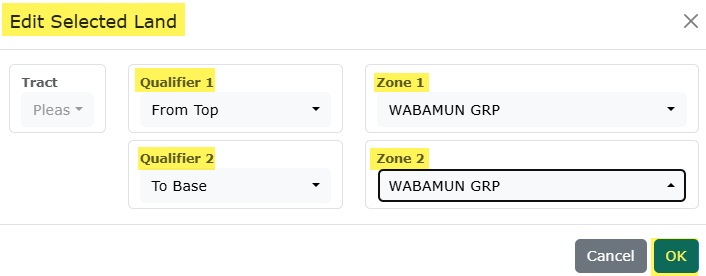 Edit Selected Land
Tract
Qualifier 1
Zone 1
Pleas
From Top
WABAMUN GRP
Qualifier 2
Zone 2
To Base
WABAMUN GRP
Cancel
OK